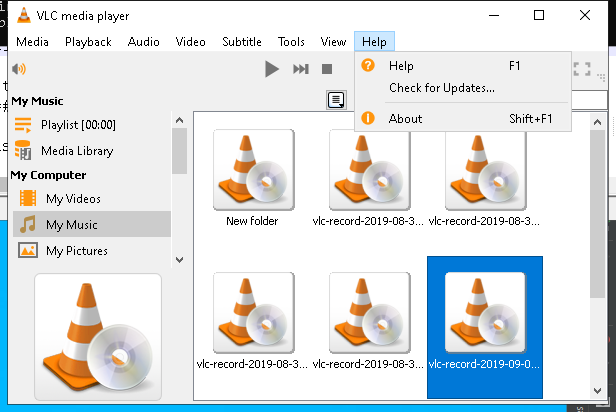 VLC media player
Media Playback Audio Video Subtitle Tools View Help
Help F1
Check for Updates...
About Shift+F1
My Music
Playlist [00:00]
Media Library
My Computer
My Videos
My Music
My Pictures
New folder vlc-record-2019-08-3... vlc-record-2019-08-3...
vlc-record-2019-08-3... vlc-record-2019-08-3... vlc-record-2019-09-0...